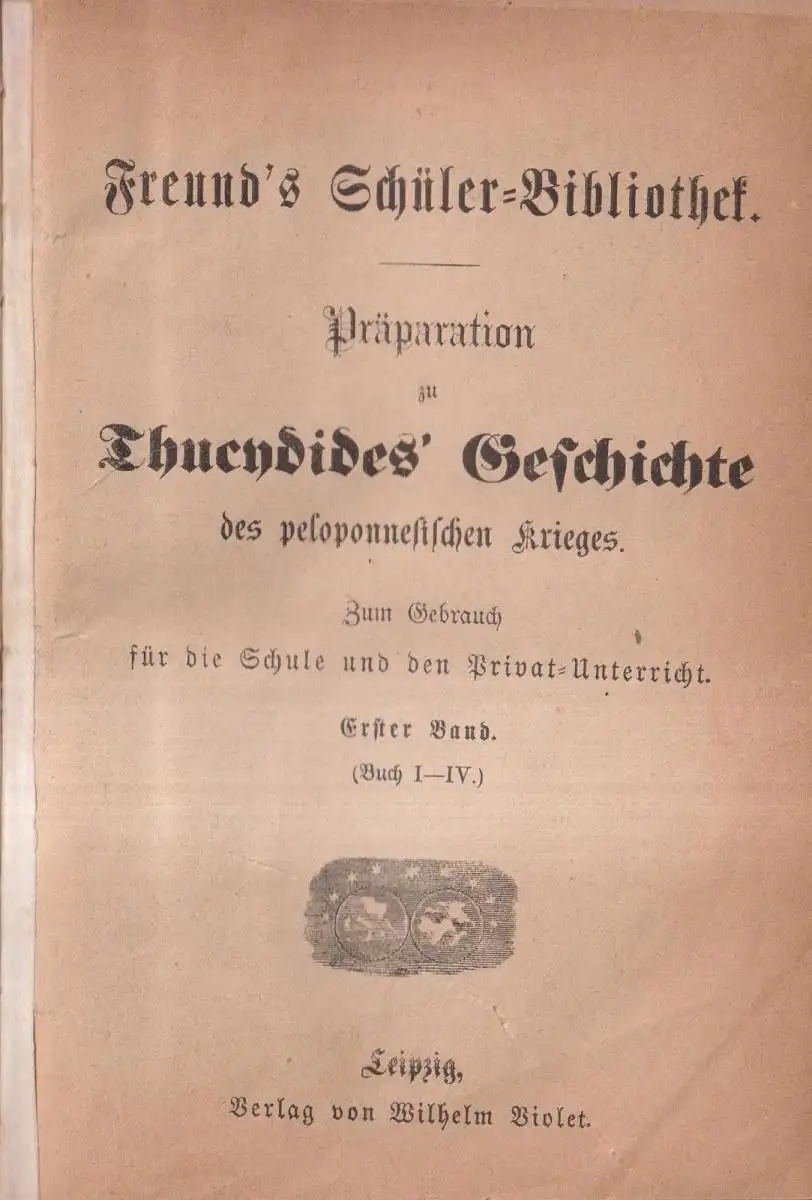 Freund's Schüler=Bibliothek.
Präparation
zu
Thucydides' Geschichte
des peloponnesischen Krieges.
Zum Gebrauch
für die Schule und den Privat=Unterricht.
Erster Band.
(Buch I—IV.)
Leipzig,
Verlag von Wilhelm Violet.